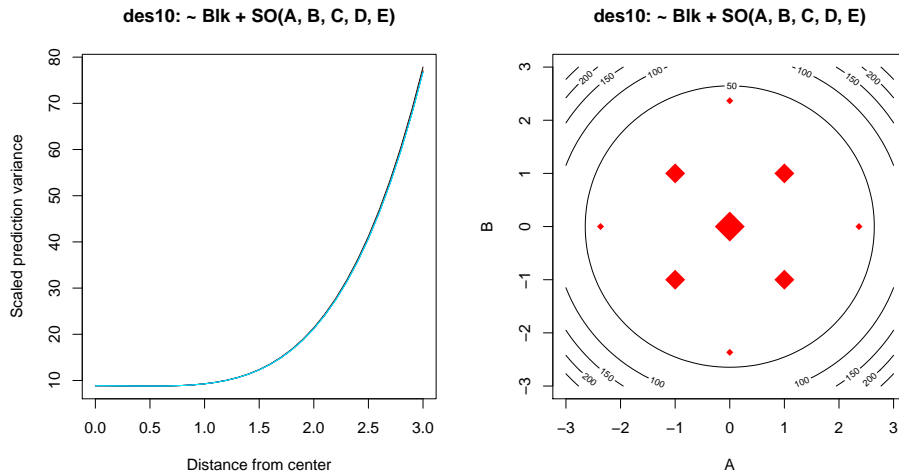 des10: ~ Blk + SO(A, B, C, D, E)
80
70
60
50
40
30
20
10
Scaled prediction variance
0.0 0.5 1.0 1.5 2.0 2.5 3.0
Distance from center
des10: ~ Blk + SO(A, B, C, D, E)
3
2
1
0
−1
−2
−3
B
200 150 100 50 100 150 200
200 150 100 100 150 200
−3 −2 −1 0 1 2 3
A